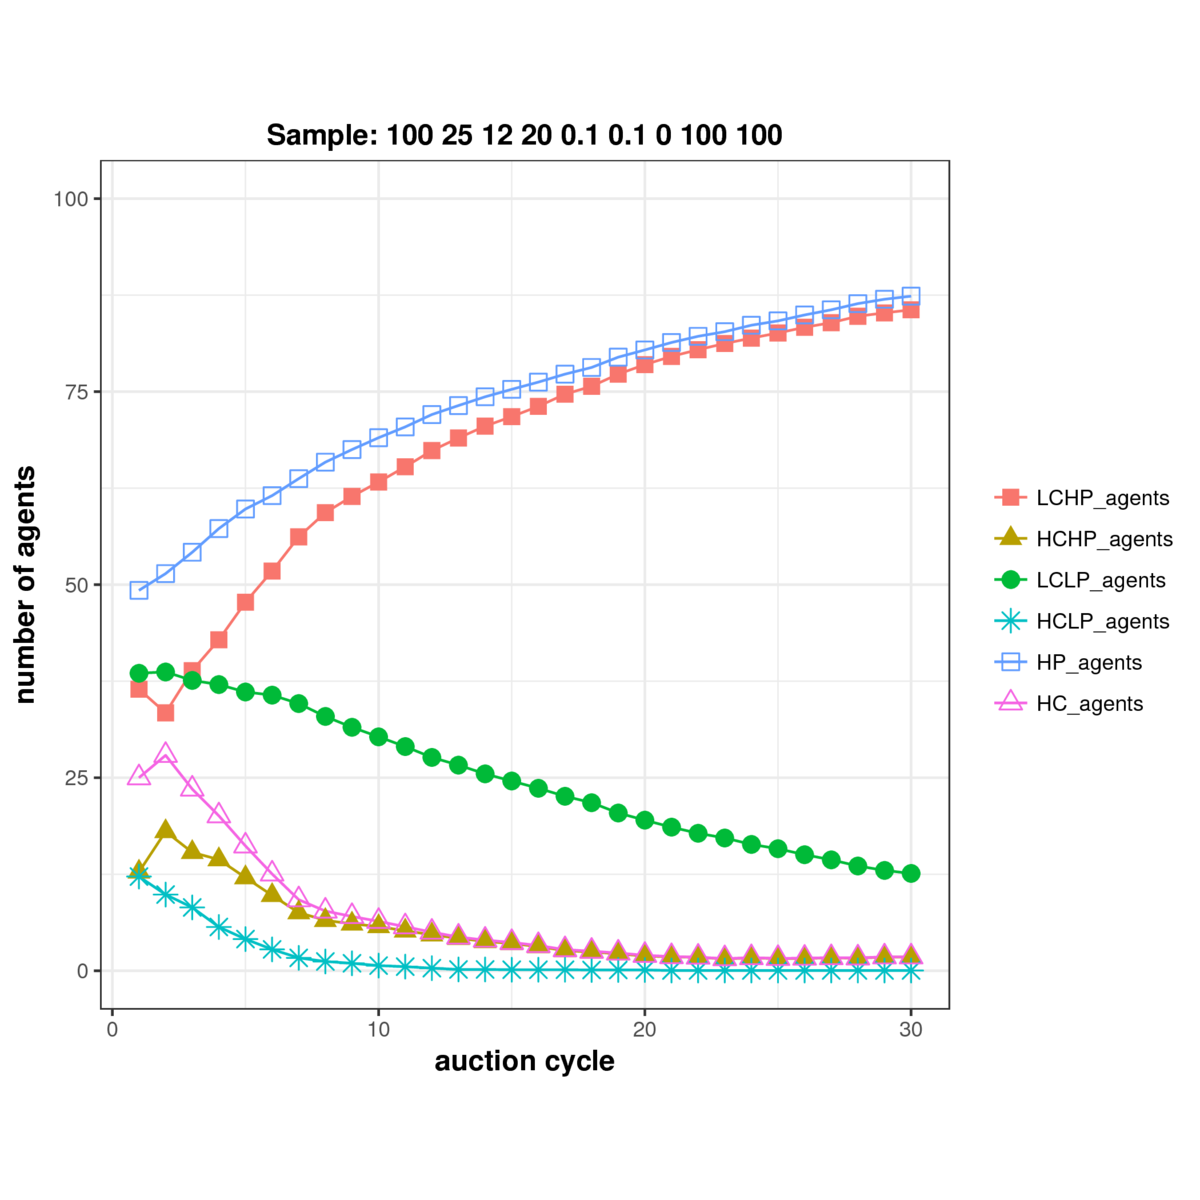 Sample: 100 25 12 20 0.1 0.1 0 100 100
number of agents
100
75
50
25
0
0 10 20 30
auction cycle
LCHP_agents
HCHP_agents
LCLP_agents
HCLP_agents
HP_agents
HC_agents